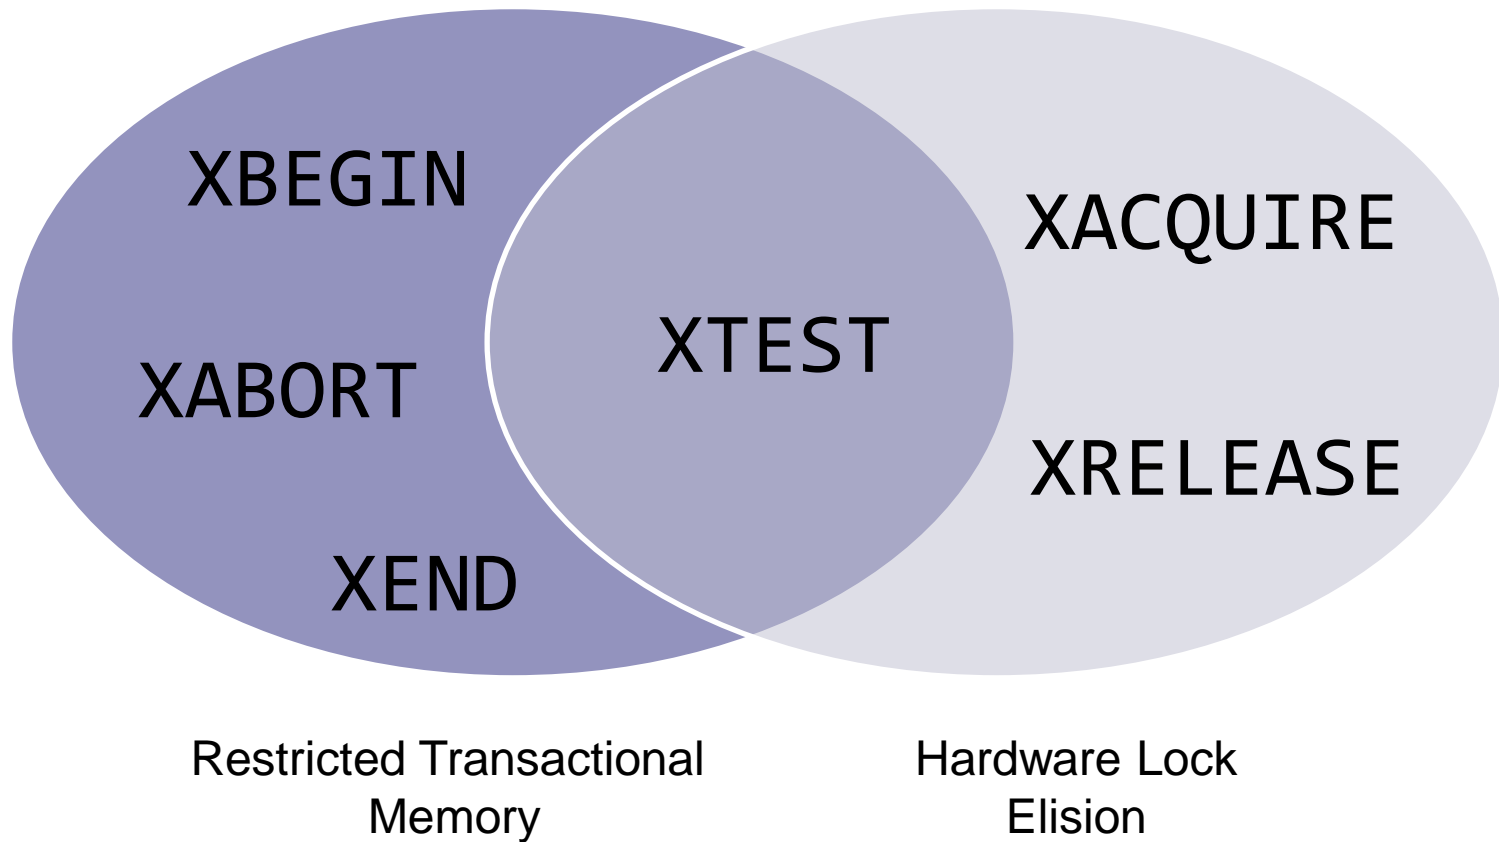 XBEGIN
XACQUIRE
XTEST
XABORT
XRELEASE
XEND
Restricted Transactional
Memory
Hardware Lock
Elision